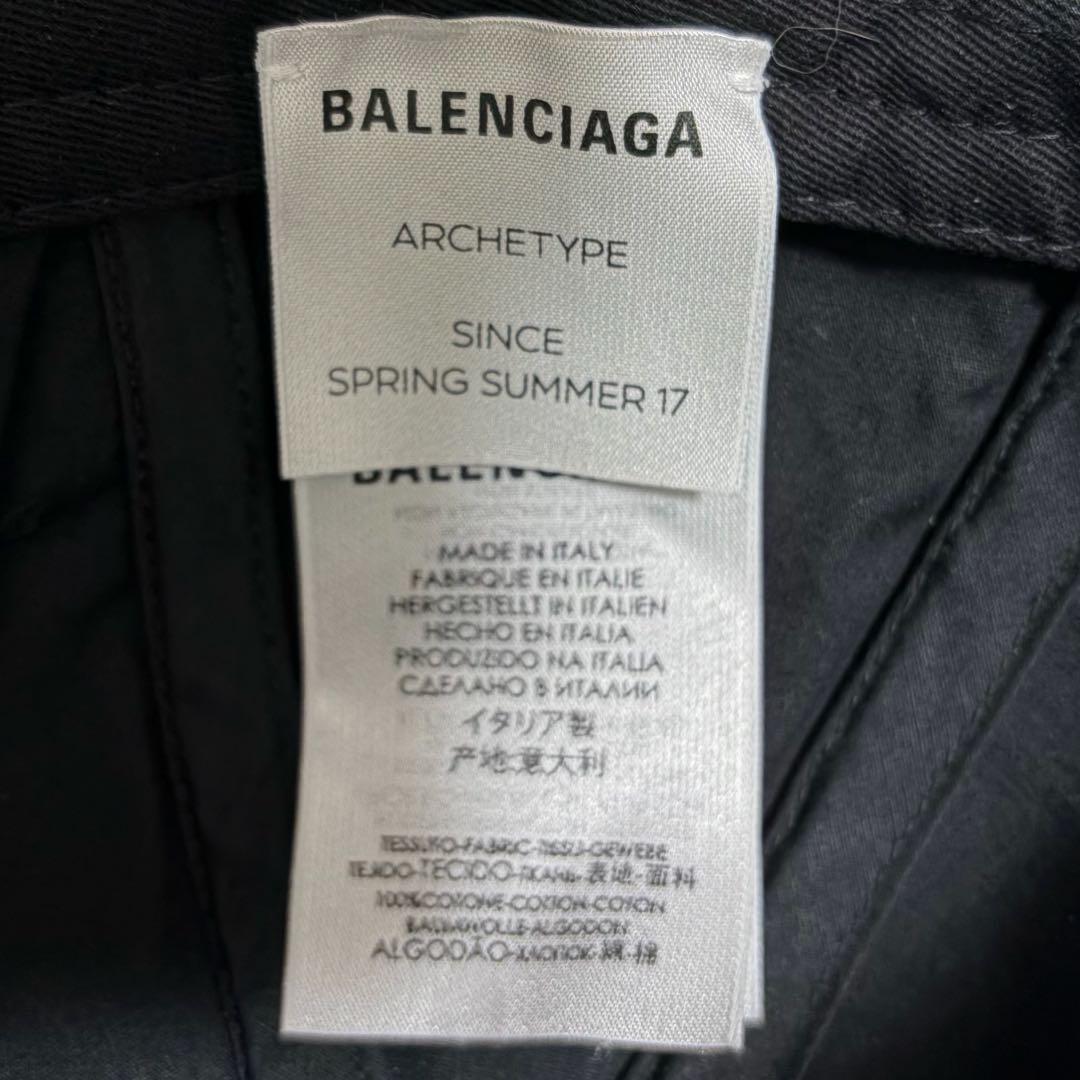 BALENCIAGA
ARCHETYPE
SINCE
SPRING SUMMER 17
MADE IN ITALY
FABRIQUE EN ITALIE
HERGESTELLT IN ITALIEN
HECHO EN ITALIA
PRODUZIDO NA ITALIA
СДЕЛАНО В ИТАЛИИ
イタリア製
产地:意大利
TESSUTO-FABRIC-TISSU-GEWEBE
TEJIDO-TECIDO-ТКАНЬ-表地-面料
100%COTONE-COTTON-COTON
BAUMWOLLE-ALGODON
ALGODÃO-ХЛОПОК-綿-棉